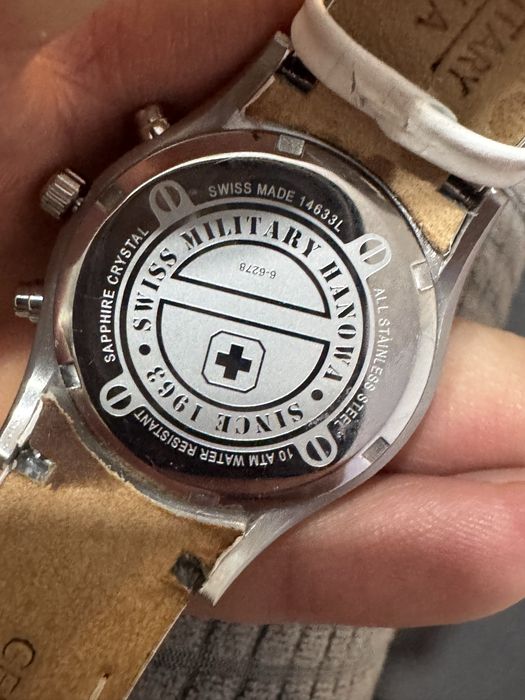 SWISS MILITARY HANOWA
• SINCE 1963 •
6-6278
SWISS MADE 14633L
ALL STAINLESS STEEL
10 ATM WATER RESISTANT
SAPPHIRE CRYSTAL